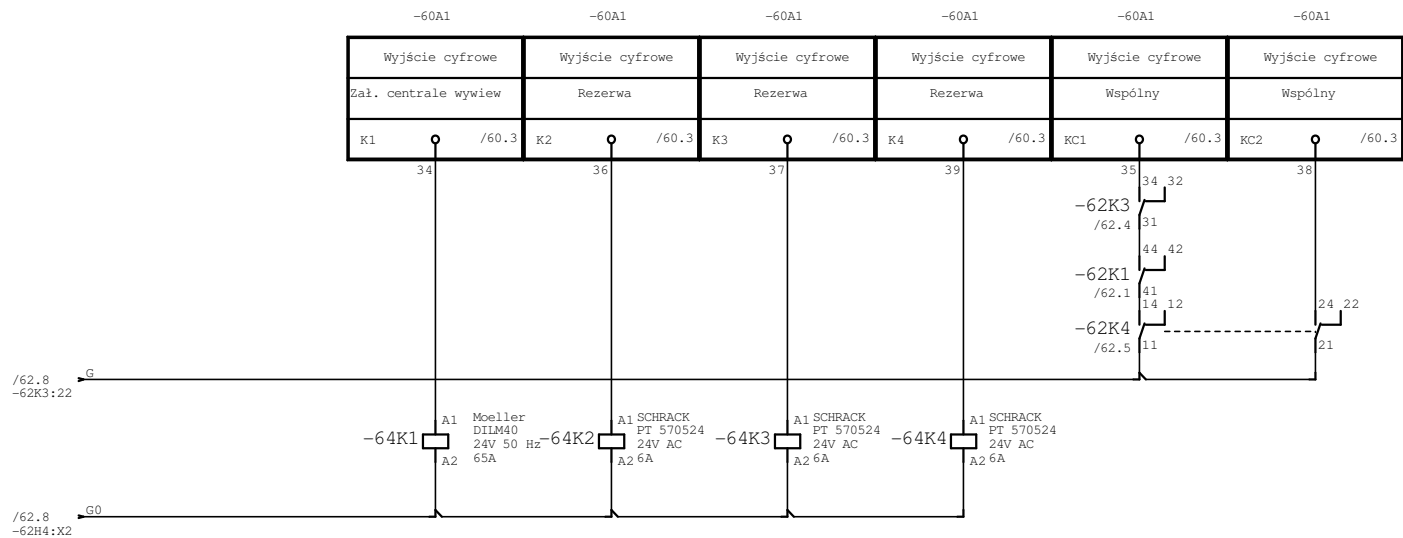 -60A1 -60A1 -60A1 -60A1 -60A1 -60A1
Wyjście cyfrowe Wyjście cyfrowe Wyjście cyfrowe Wyjście cyfrowe Wyjście cyfrowe Wyjście cyfrowe
Zał. centrale wywiew Rezerwa Rezerwa Rezerwa Wspólny Wspólny
K1 /60.3 K2 /60.3 K3 /60.3 K4 /60.3 KC1 /60.3 KC2 /60.3
34 36 37 39 35 38
34 32
-62K3
/62.4 31
44 42
-62K1
/62.1 41
14 12 24 22
-62K4
/62.5 11 21
/62.8 G
-62K3:22
A1 Moeller A1 SCHRACK A1 SCHRACK A1 SCHRACK
DILM40 PT 570524 PT 570524 PT 570524
-64K1 24V 50 Hz -64K2 24V AC -64K3 24V AC -64K4 24V AC
A2 65A A2 6A A2 6A A2 6A
/62.8 G0
-62H4:X2